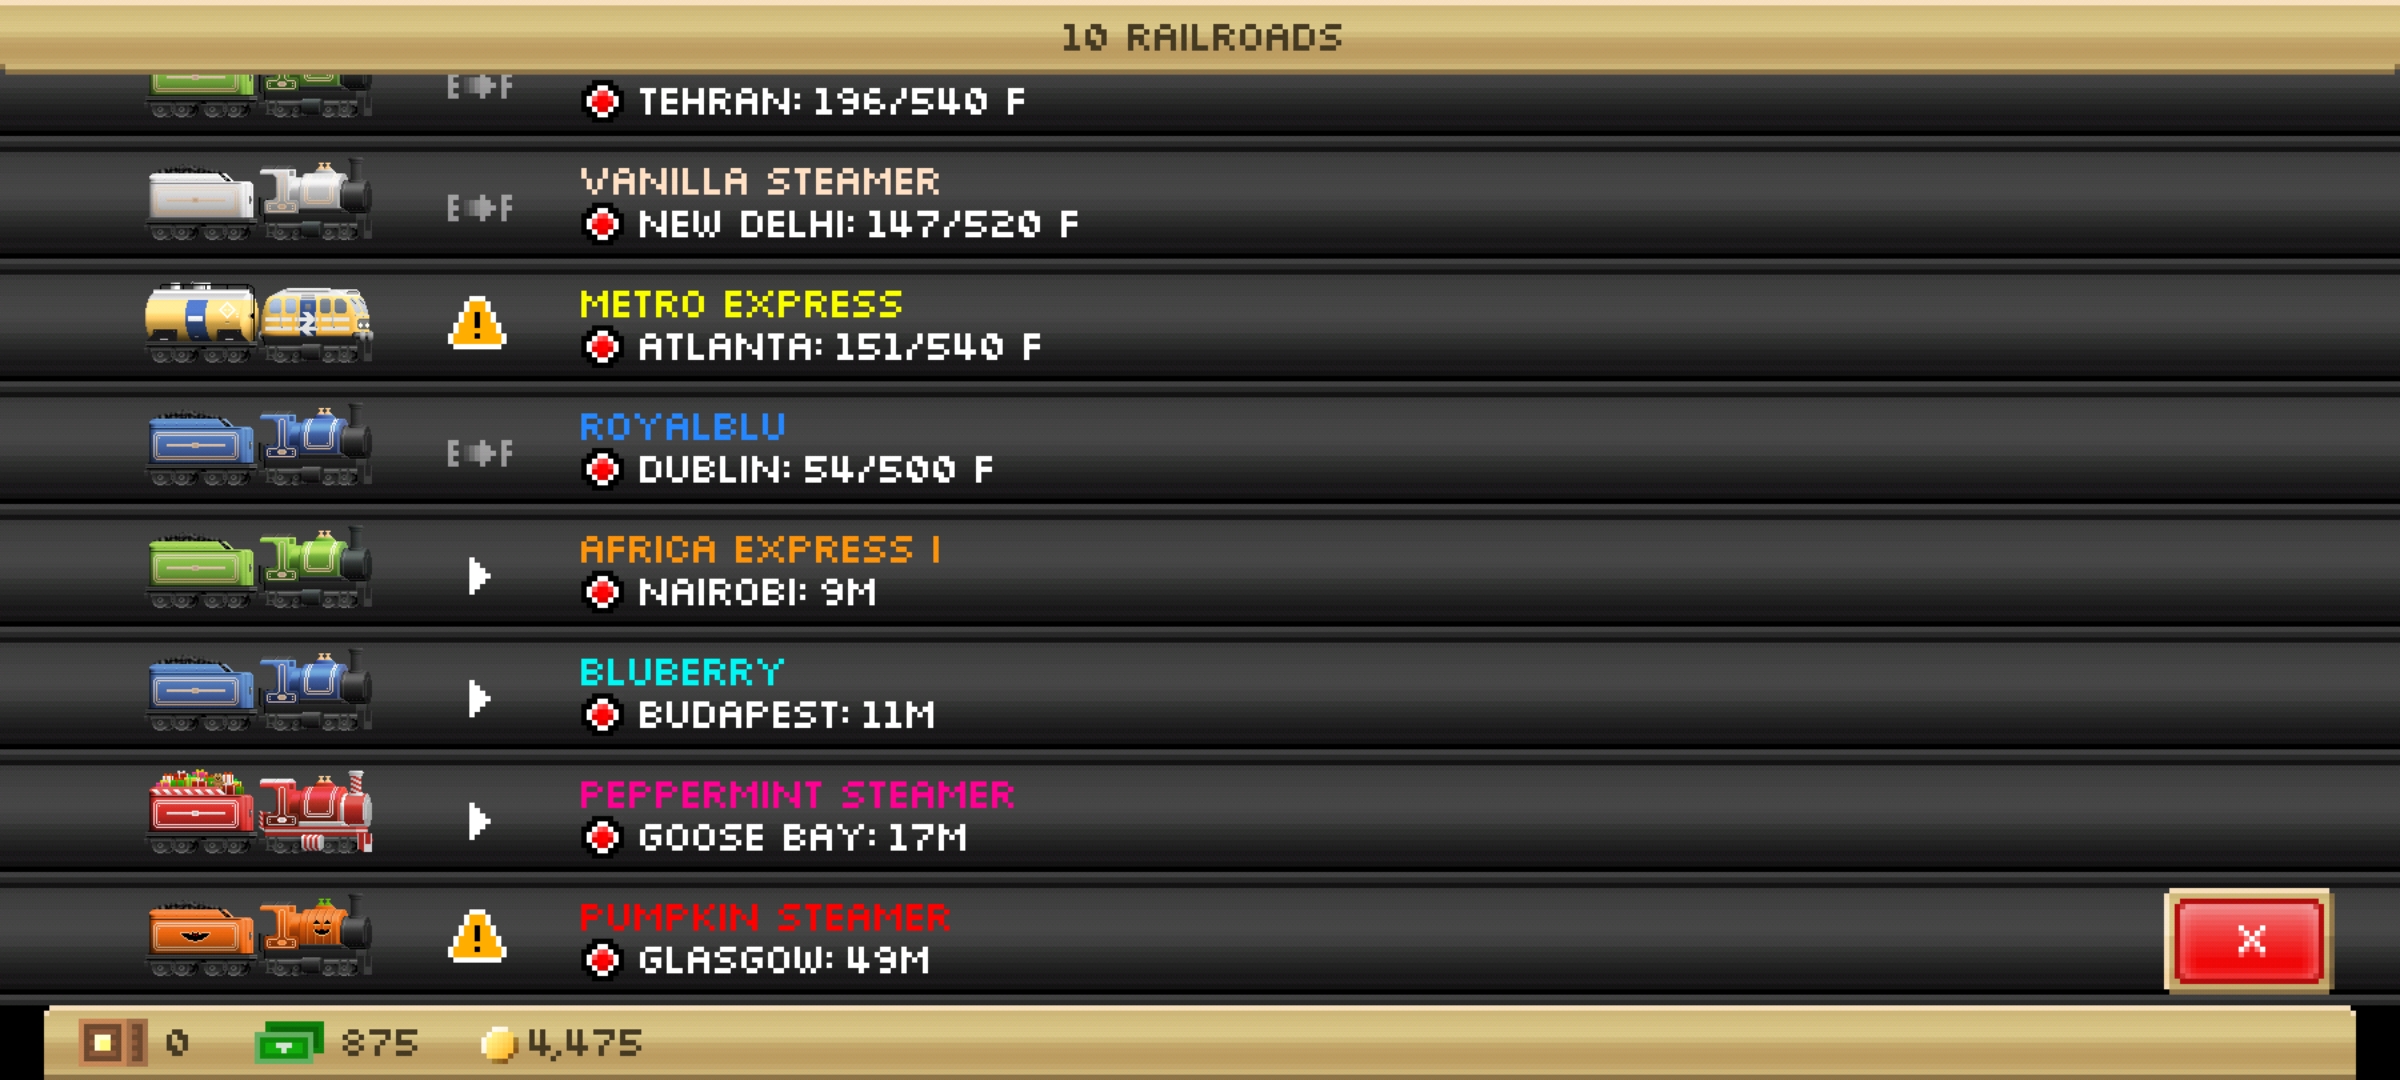 10 RAILROADS
E F
TEHRAN: 196/540 F
VANILLA STEAMER
E F
NEW DELHI: 147/520 F
METRO EXPRESS
!
ATLANTA: 151/540 F
ROYALBLU
E F
DUBLIN: 54/500 F
AFRICA EXPRESS I
NAIROBI: 9M
BLUBERRY
BUDAPEST: 11M
PEPPERMINT STEAMER
GOOSE BAY: 17M
PUMPKIN STEAMER
!
GLASGOW: 49M
X
0 875 4,475